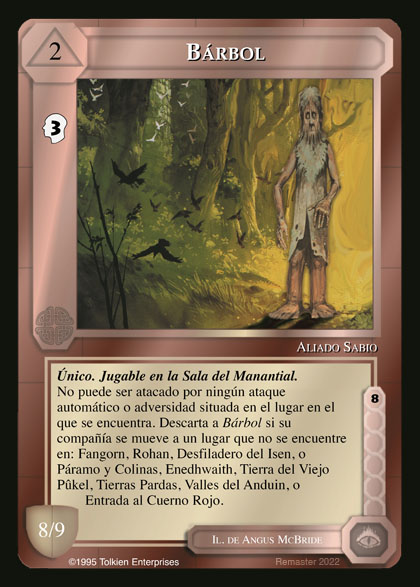 2
BÁRBOL
3
ALIADO SABIO
Único. Jugable en la Sala del Manantial.
No puede ser atacado por ningún ataque
automático o adversidad situada en el lugar en el
que se encuentra. Descarta a Bárbol si su
compañía se mueve a un lugar que no se encuentre
en: Fangorn, Rohan, Desfiladero del Isen, o
Páramo y Colinas, Enedhwaith, Tierra del Viejo
Pûkel, Tierras Pardas, Valles del Anduin, o
Entrada al Cuerno Rojo.
8
8/9
IL. DE ANGUS MCBRIDE
©1995 Tolkien Enterprises
Remaster 2022